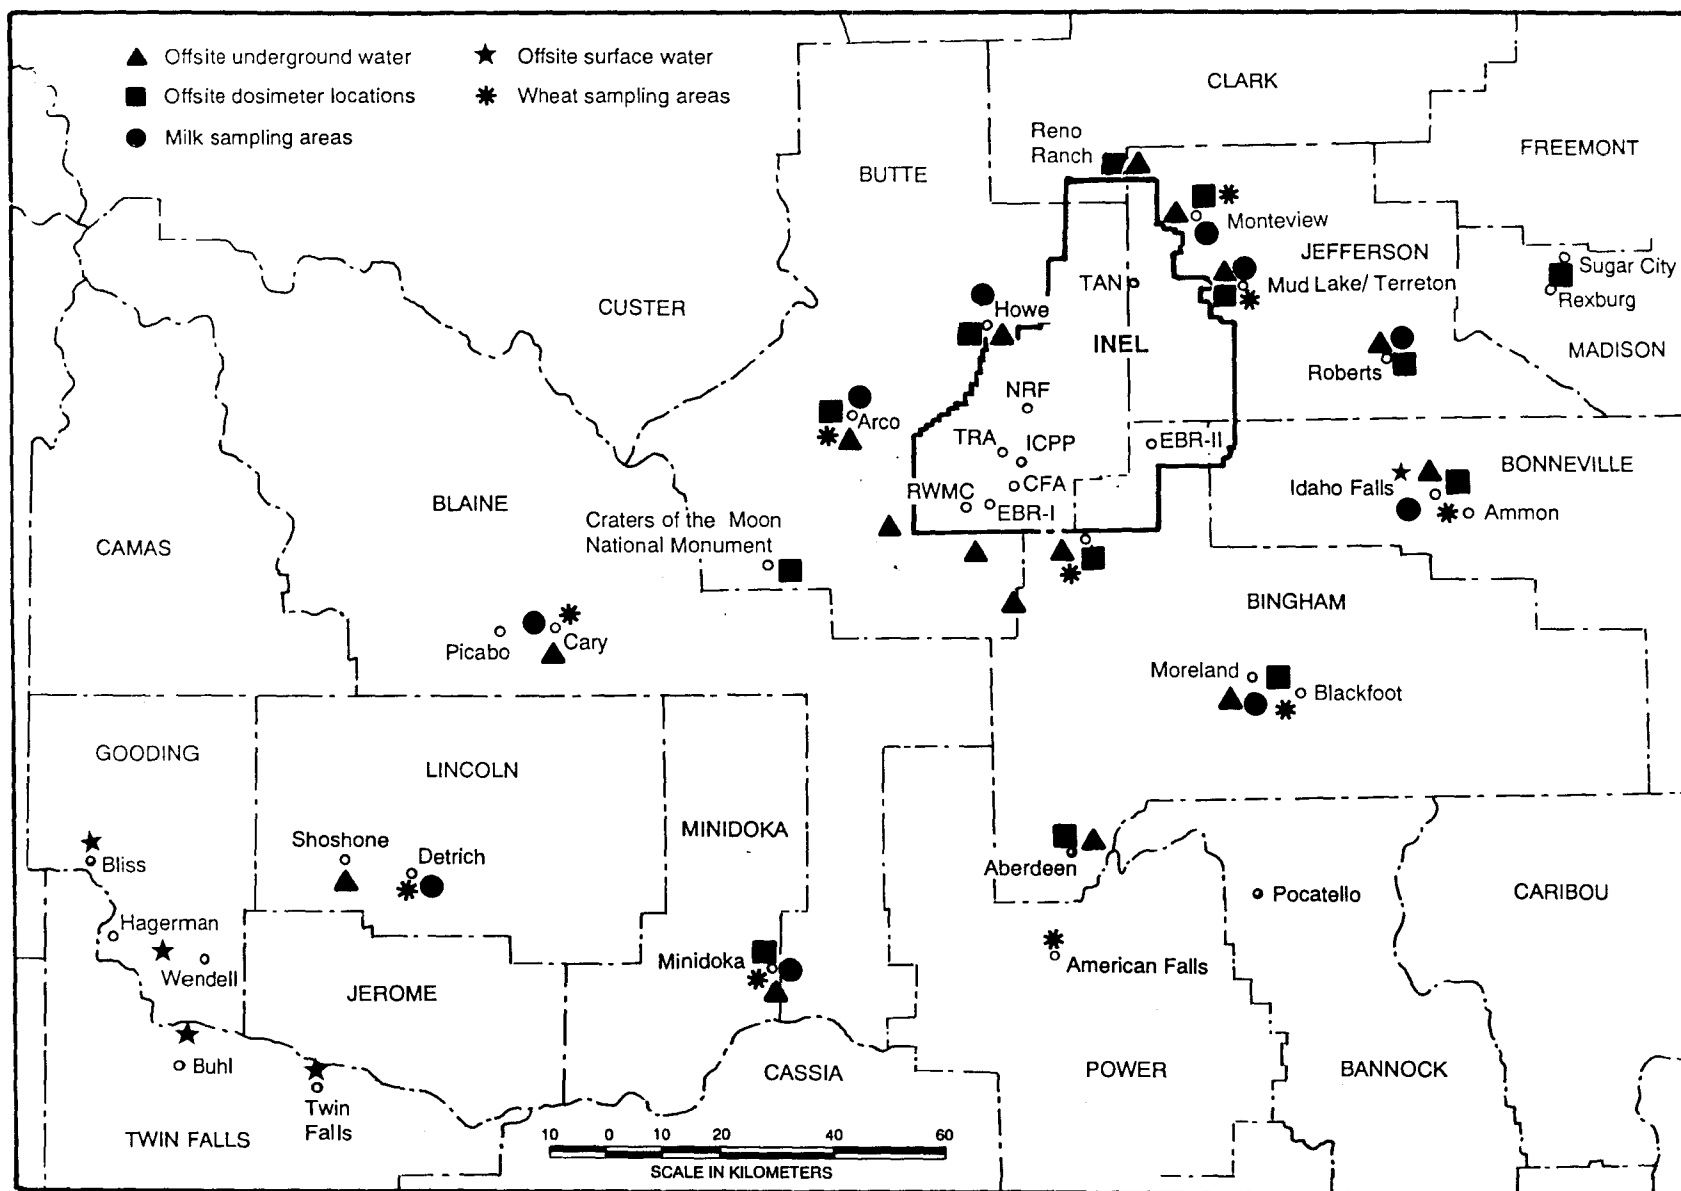 Offsite underground water
Offsite surface water
Offsite dosimeter locations
Wheat sampling areas
Milk sampling areas
CLARK
Reno
Ranch
FREEMONT
BUTTE
Monteview
JEFFERSON
Sugar City
TAN
Mud Lake/ Terreton
Rexburg
CUSTER
Howe
INEL
MADISON
Roberts
NRF
Arco
TRA
ICPP
EBR-II
BONNEVILLE
Idaho Falls
RWMC
CFA
BLAINE
EBR-I
Ammon
Craters of the Moon
National Monument
CAMAS
BINGHAM
Picabo
Cary
Moreland
Blackfoot
GOODING
LINCOLN
MINIDOKA
Shoshone
Detrich
Bliss
Aberdeen
Pocatello
CARIBOU
Hagerman
Wendell
Minidoka
American Falls
JEROME
Buhl
CASSIA
POWER
BANNOCK
Twin
Falls
TWIN FALLS
10 0 10 20 40 60
SCALE IN KILOMETERS